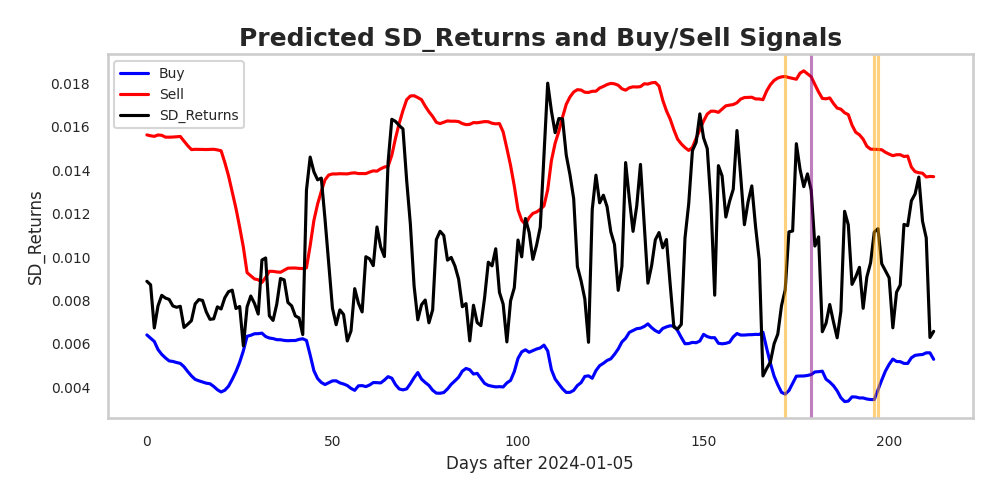 Predicted SD_Returns and Buy/Sell Signals
Buy
Sell
SD_Returns
SD_Returns
0.018
0.016
0.014
0.012
0.010
0.008
0.006
0.004
0
50
100
150
200
Days after 2024-01-05